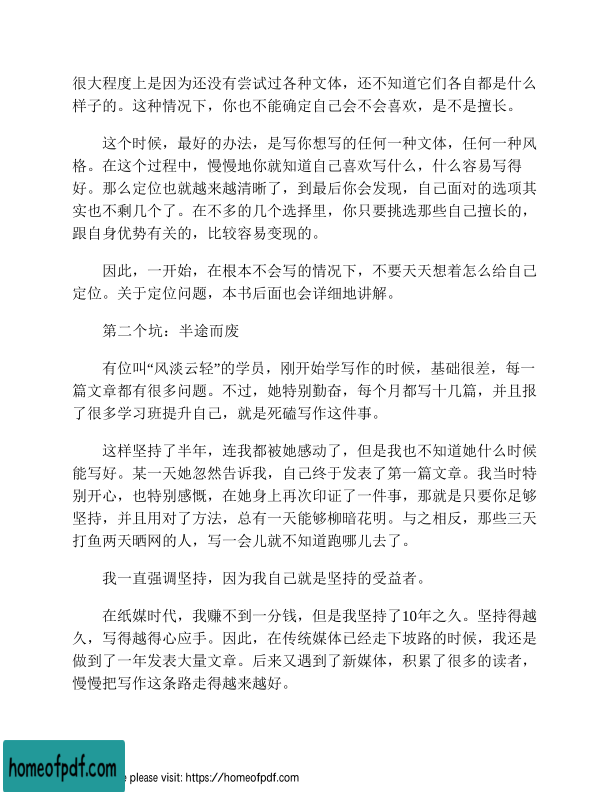 很大程度上是因为还没有尝试过各种文体，还不知道它们各自都是什么
样子的。这种情况下，你也不能确定自己会不会喜欢，是不是擅长。
这个时候，最好的办法，是写你想写的任何一种文体，任何一种风
格。在这个过程中，慢慢地你就知道自己喜欢写什么，什么容易写得
好。那么定位也就越来越清晰了，到最后你会发现，自己面对的选项其
实也不剩几个了。在不多的几个选择里，你只要挑选那些自己擅长的，
跟自身优势有关的，比较容易变现的。
因此，一开始，在根本不会写的情况下，不要天天想着怎么给自己
定位。关于定位问题，本书后面也会详细地讲解。
第二个坑：半途而废
有位叫“风淡云轻”的学员，刚开始学写作的时候，基础很差，每一
篇文章都有很多问题。不过，她特别勤奋，每个月都写十几篇，并且报
了很多学习班提升自己，就是死磕写作这件事。
这样坚持了半年，连我都被她感动了，但是我也不知道她什么时候
能写好。某一天她忽然告诉我，自己终于发表了第一篇文章。我当时特
别开心，也特别感慨，在她身上再次印证了一件事，那就是只要你足够
坚持，并且用对了方法，总有一天能够柳暗花明。与之相反，那些三天
打鱼两天晒网的人，写一会儿就不知道跑哪儿去了。
我一直强调坚持，因为我自己就是坚持的受益者。
在纸媒时代，我赚不到一分钱，但是我坚持了10年之久。坚持得越
久，写得越得心应手。因此，在传统媒体已经走下坡路的时候，我还是
做到了一年发表大量文章。后来又遇到了新媒体，积累了很多的读者，
慢慢把写作这条路走得越来越好。
homeofpdf.com
e please visit: https://homeofpdf.com